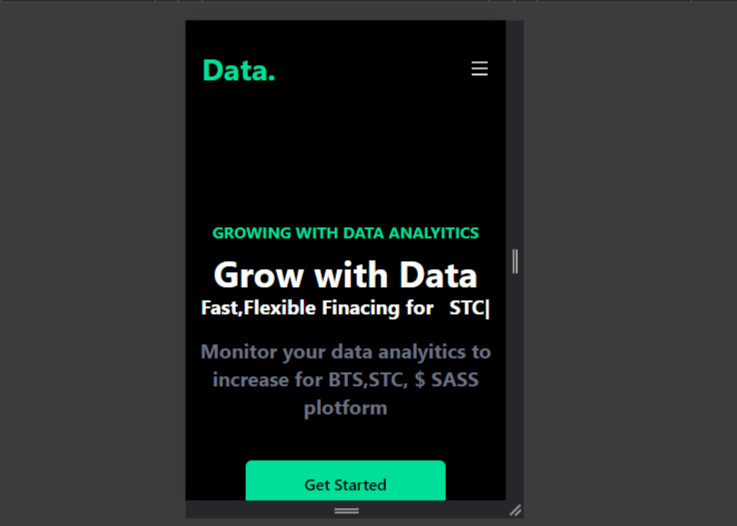 Data.
GROWING WITH DATA ANALYITICS
Grow with Data
Fast,Flexible Finacing for STC|
Monitor your data analyitics to
increase for BTS,STC, $ SASS
plotform
Get Started